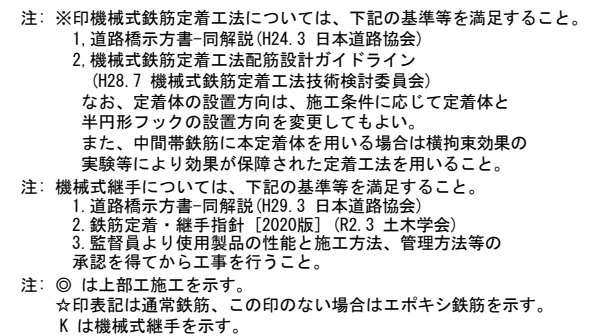 注: ※印機械式鉄筋定着工法については、下記の基準等を満足すること。
1,道路橋示方書-同解説(H24.3 日本道路協会)
2,機械式鉄筋定着工法配筋設計ガイドライン
(H28.7 機械式鉄筋定着工法技術検討委員会)
なお、定着体の設置方向は、施工条件に応じて定着体と
半円形フックの設置方向を変更してもよい。
また、中間帯鉄筋に本定着体を用いる場合は横拘束効果の
実験等により効果が保障された定着工法を用いること。
注: 機械式継手については、下記の基準等を満足すること。
1.道路橋示方書-同解説(H29.3 日本道路協会)
2.鉄筋定着・継手指針[2020版](R2.3 土木学会)
3.監督員より使用製品の性能と施工方法、管理方法等の
承認を得てから工事を行うこと。
注: ◎ は上部工施工を示す。
☆印表記は通常鉄筋、この印のない場合はエポキシ鉄筋を示す。
K は機械式継手を示す。